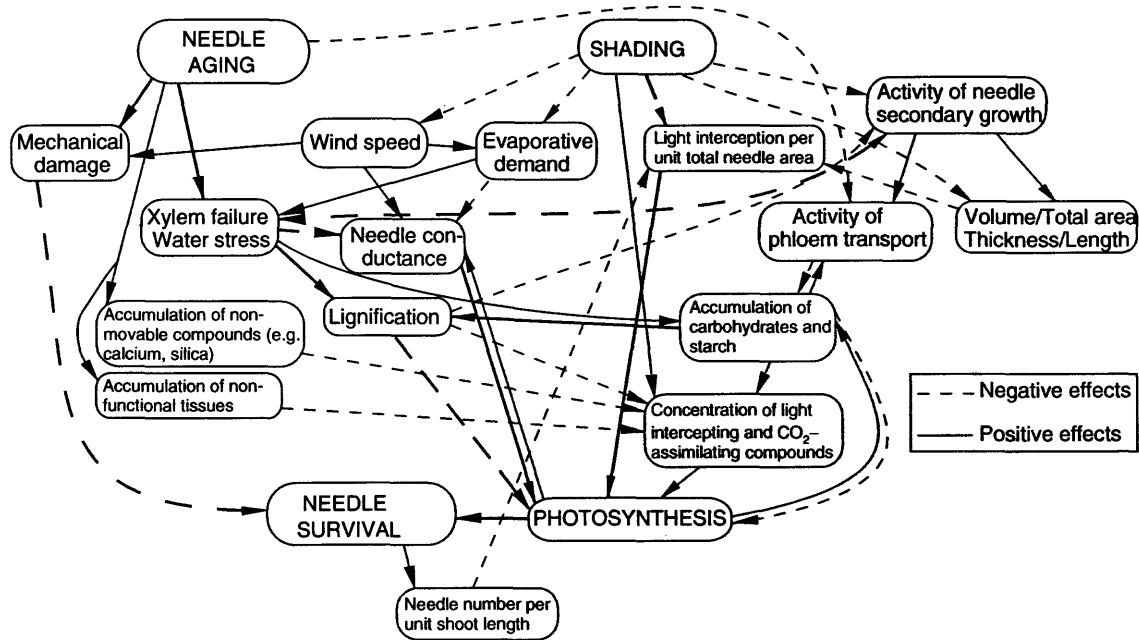 NEEDLE
AGING
SHADING
Activity of needle
secondary growth
Mechanical
damage
Wind speed
Evaporative
demand
Light interception per
unit total needle area
Xylem failure
Water stress
Needle con-
ductance
Activity of
phloem transport
Volume/Total area
Thickness/Length
Accumulation of non-
movable compounds (e.g.
calcium, silica)
Lignification
Accumulation of
carbohydrates and
starch
Accumulation of non-
functional tissues
Concentration of light
intercepting and CO₂–
assimilating compounds
Negative effects
Positive effects
NEEDLE
SURVIVAL
PHOTOSYNTHESIS
Needle number per
unit shoot length